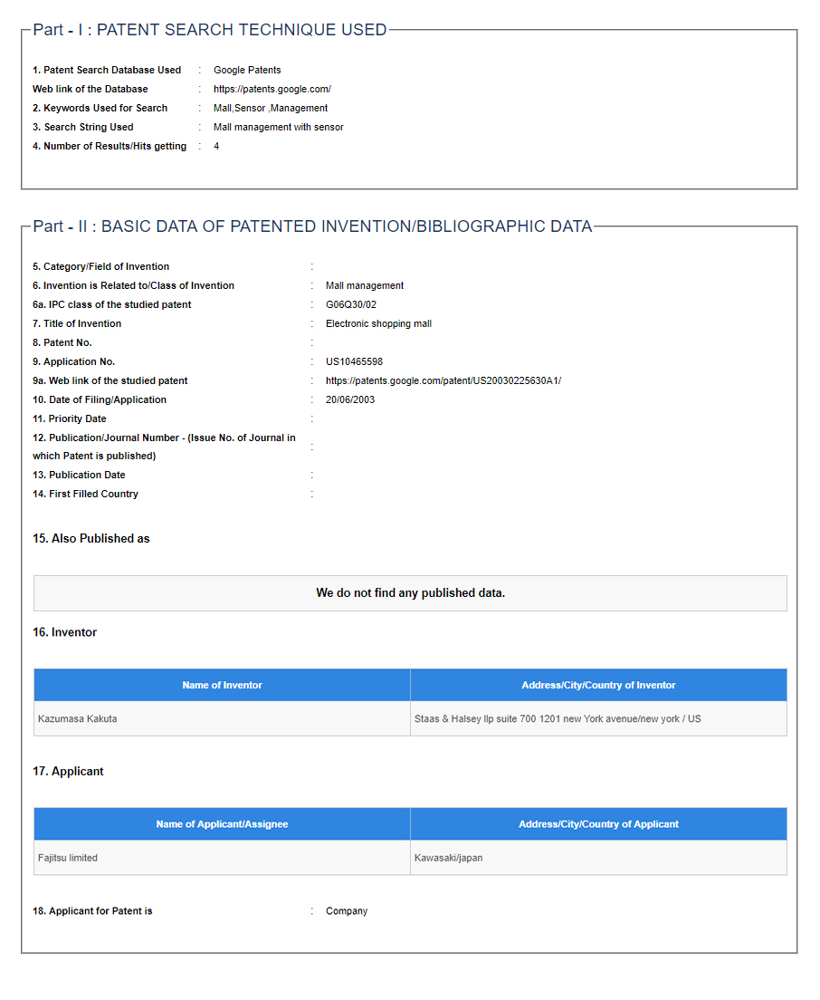 Part - I : PATENT SEARCH TECHNIQUE USED
1. Patent Search Database Used : Google Patents
Web link of the Database : https://patents.google.com/
2. Keywords Used for Search : Mall,Sensor ,Management
3. Search String Used : Mall management with sensor
4. Number of Results/Hits getting : 4
Part - II : BASIC DATA OF PATENTED INVENTION/BIBLIOGRAPHIC DATA
5. Category/Field of Invention :
6. Invention is Related to/Class of Invention : Mall management
6a. IPC class of the studied patent : G06Q30/02
7. Title of Invention : Electronic shopping mall
8. Patent No. :
9. Application No. : US10465598
9a. Web link of the studied patent : https://patents.google.com/patent/US20030225630A1/
10. Date of Filing/Application : 20/06/2003
11. Priority Date :
12. Publication/Journal Number - (Issue No. of Journal in
which Patent is published) :
13. Publication Date :
14. First Filled Country :
15. Also Published as
We do not find any published data.
16. Inventor
Name of Inventor Address/City/Country of Inventor
Kazumasa Kakuta Staas & Halsey llp suite 700 1201 new York avenue/new york / US
17. Applicant
Name of Applicant/Assignee Address/City/Country of Applicant
Fajitsu limited Kawasaki/japan
18. Applicant for Patent is : Company